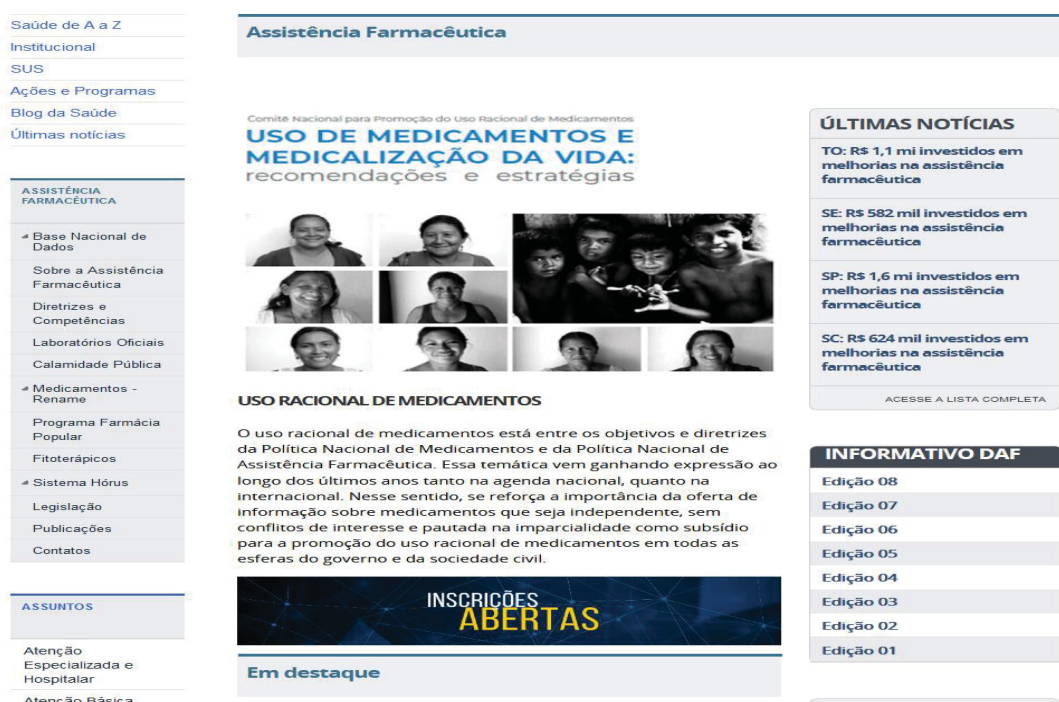 Saúde de A a Z
Institucional
SUS
Ações e Programas
Blog da Saúde
Últimas notícias
ASSISTÊNCIA
FARMACÊUTICA
Base Nacional de
Dados
Sobre a Assistência
Farmacêutica
Diretrizes e
Competências
Laboratórios Oficiais
Calamidade Pública
Medicamentos -
Rename
Programa Farmácia
Popular
Fitoterápicos
Sistema Hórus
Legislação
Publicações
Contatos
ASSUNTOS
Atenção
Especializada e
Hospitalar
Atenção Básica
Assistência Farmacêutica
Comitê Nacional para Promoção do Uso Racional de Medicamentos
USO DE MEDICAMENTOS E
MEDICALIZAÇÃO DA VIDA:
recomendações e estratégias
USO RACIONAL DE MEDICAMENTOS
O uso racional de medicamentos está entre os objetivos e diretrizes
da Política Nacional de Medicamentos e da Política Nacional de
Assistência Farmacêutica. Essa temática vem ganhando expressão ao
longo dos últimos anos tanto na agenda nacional, quanto na
internacional. Nesse sentido, se reforça a importância da oferta de
informação sobre medicamentos que seja independente, sem
conflitos de interesse e pautada na imparcialidade como subsídio
para a promoção do uso racional de medicamentos em todas as
esferas do governo e da sociedade civil.
INSCRIÇÕES
ABERTAS
Em destaque
ÚLTIMAS NOTÍCIAS
TO: R$ 1,1 mi investidos em
melhorias na assistência
farmacêutica
SE: R$ 582 mil investidos em
melhorias na assistência
farmacêutica
SP: R$ 1,6 mi investidos em
melhorias na assistência
farmacêutica
SC: R$ 624 mil investidos em
melhorias na assistência
farmacêutica
ACESSE A LISTA COMPLETA
INFORMATIVO DAF
Edição 08
Edição 07
Edição 06
Edição 05
Edição 04
Edição 03
Edição 02
Edição 01